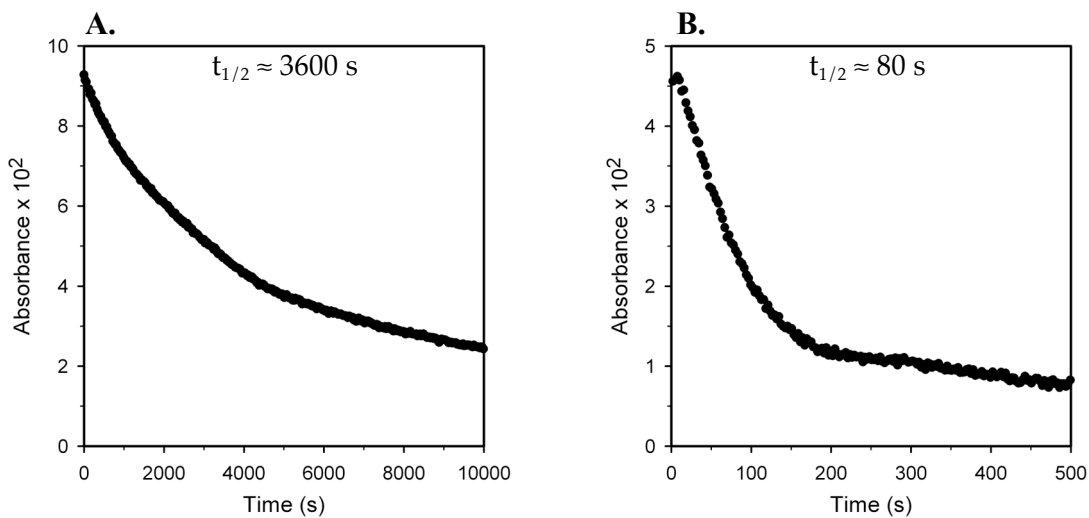 A.
t1/2 ≈ 3600 s
Absorbance x 10²
10
8
6
4
2
0
0 2000 4000 6000 8000 10000
Time (s)
B.
t1/2 ≈ 80 s
Absorbance x 10²
5
4
3
2
1
0
0 100 200 300 400 500
Time (s)